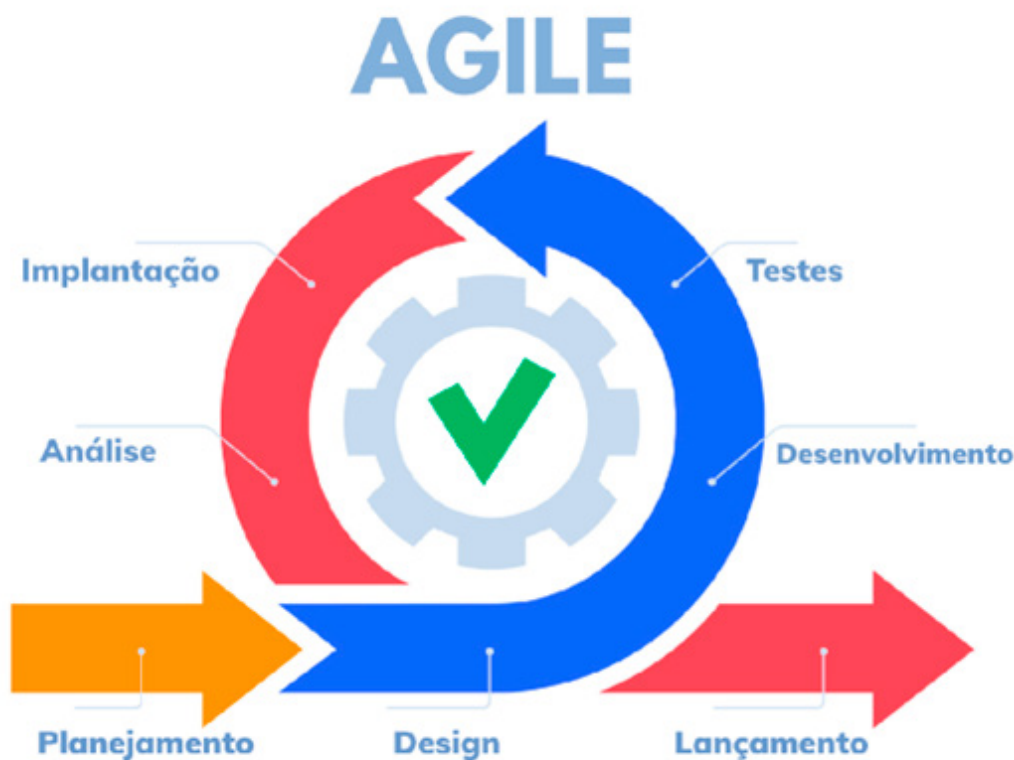 AGILE
Implantação
Testes
Análise
Desenvolvimento
Planejamento
Design
Lançamento